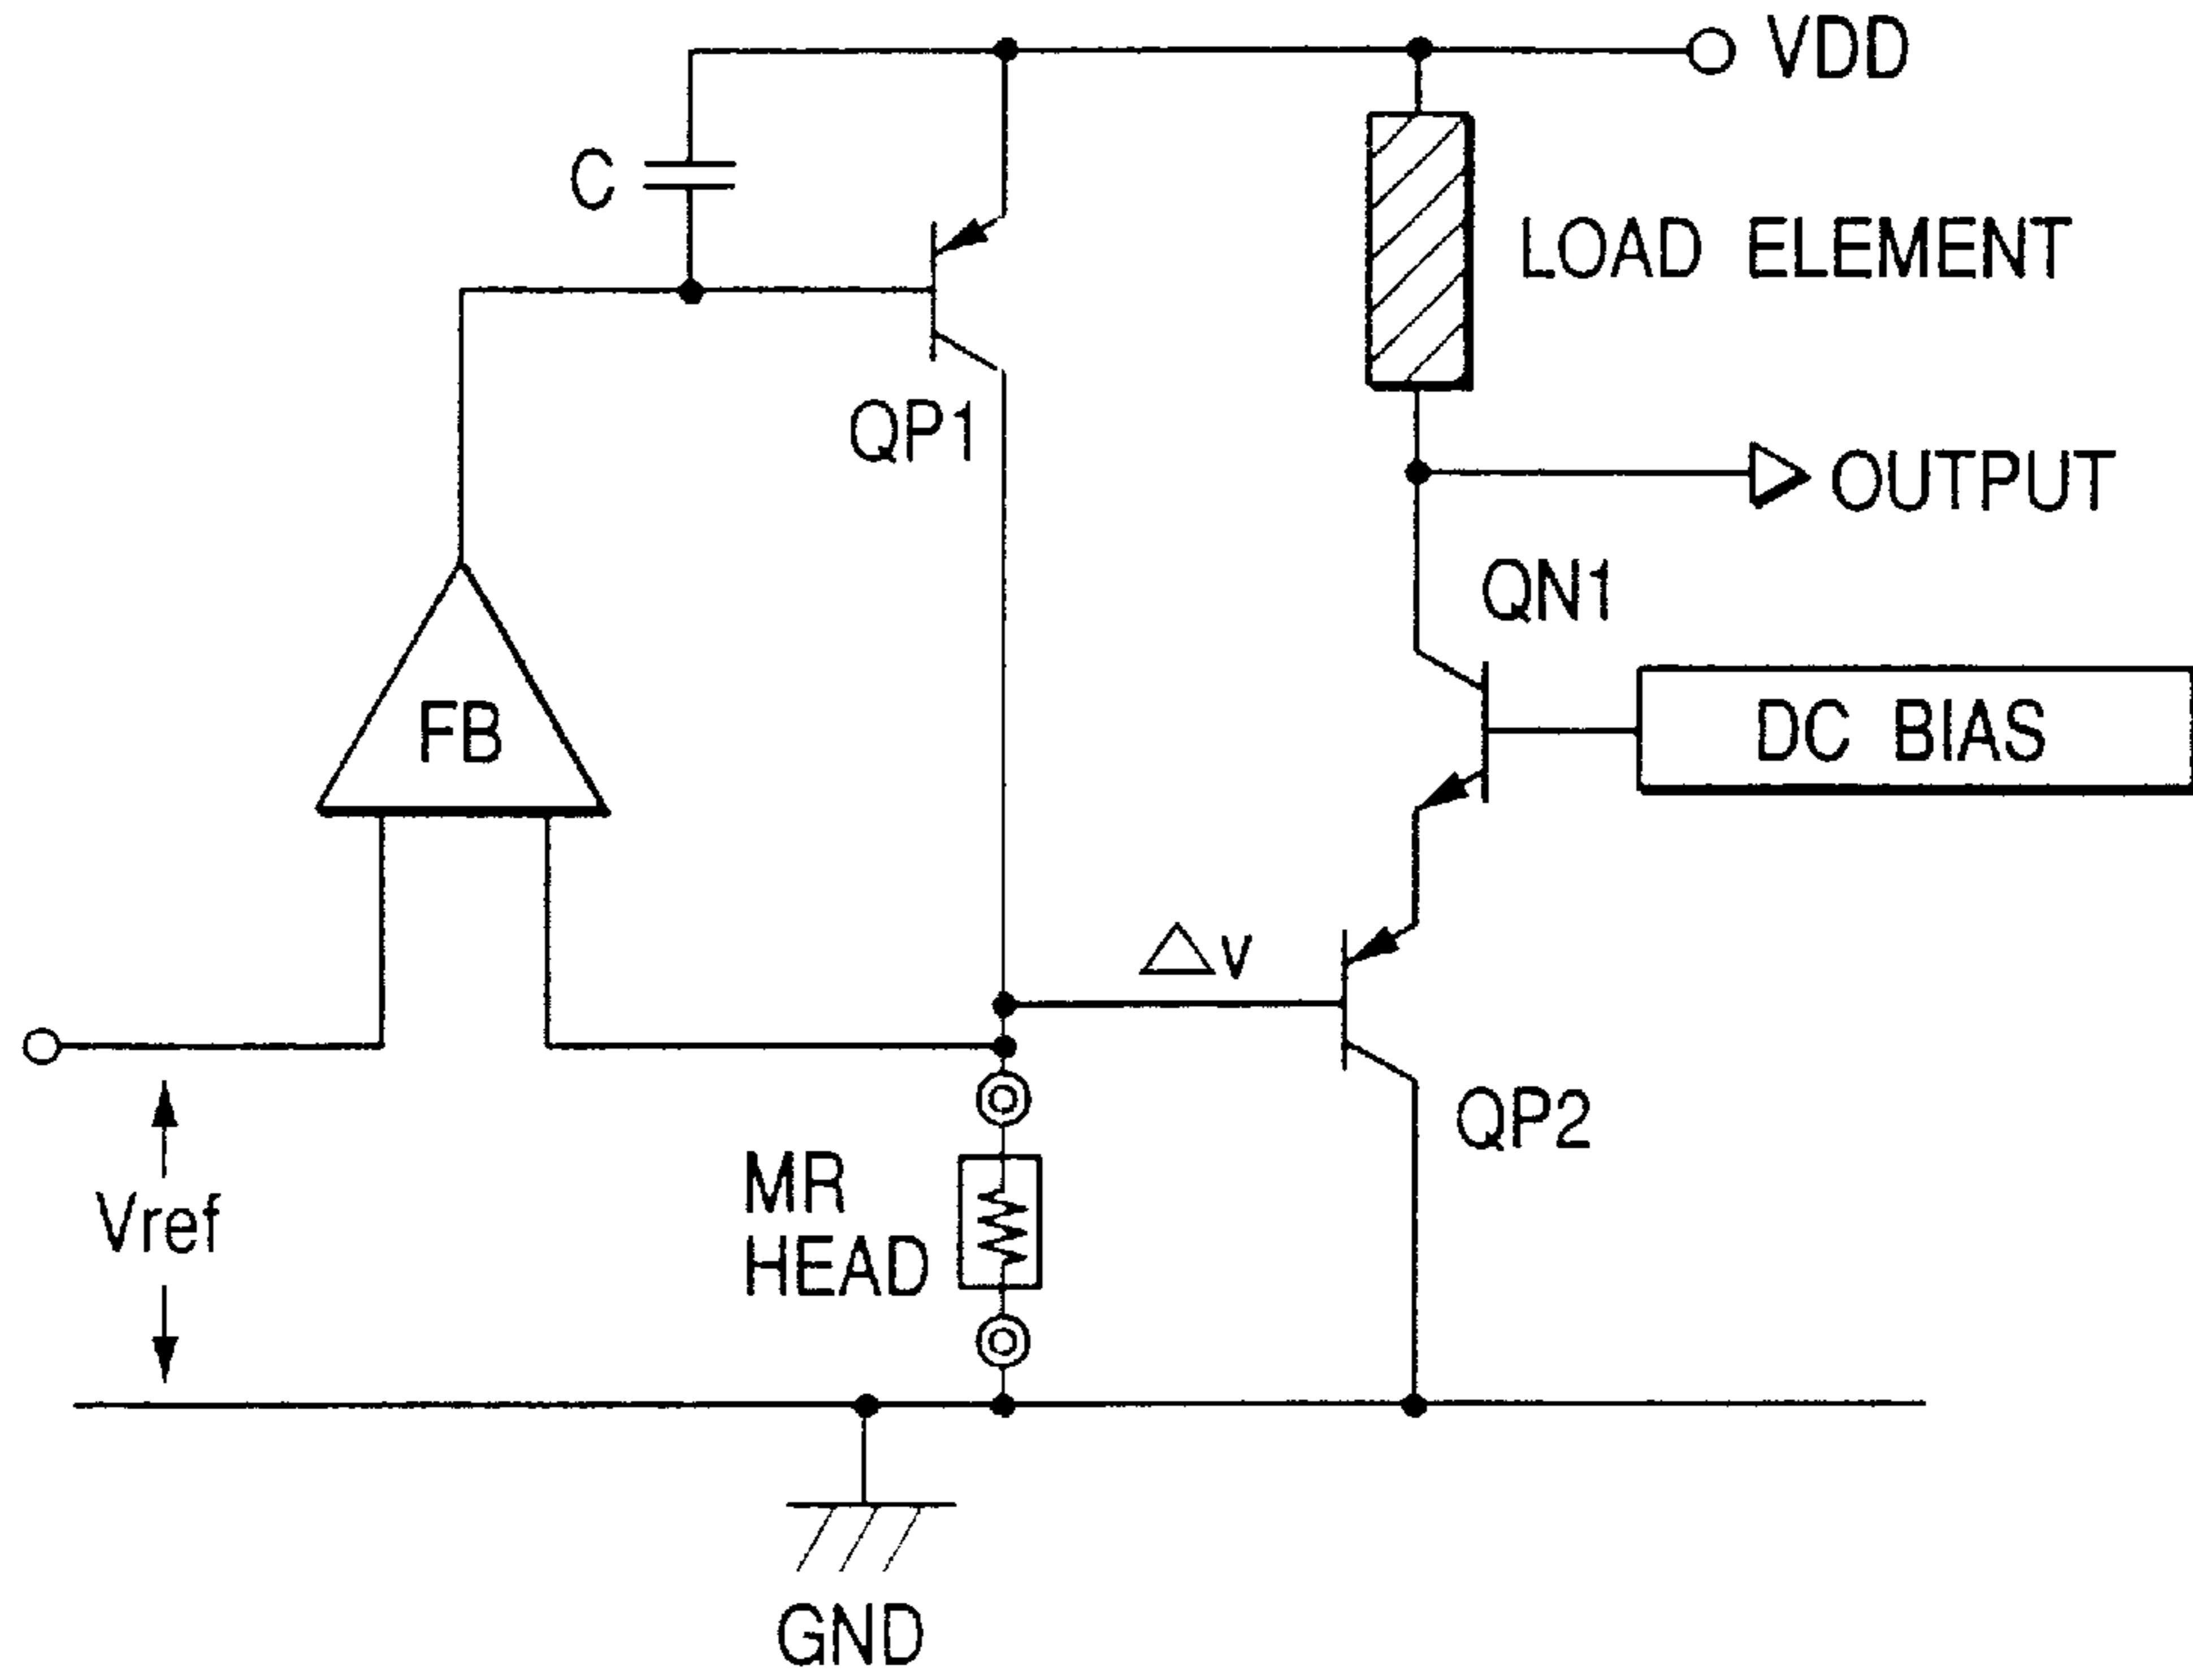 VDD
C
LOAD ELEMENT
QP1
OUTPUT
QN1
FB
DC BIAS
△v
QP2
MR
HEAD
Vref
GND